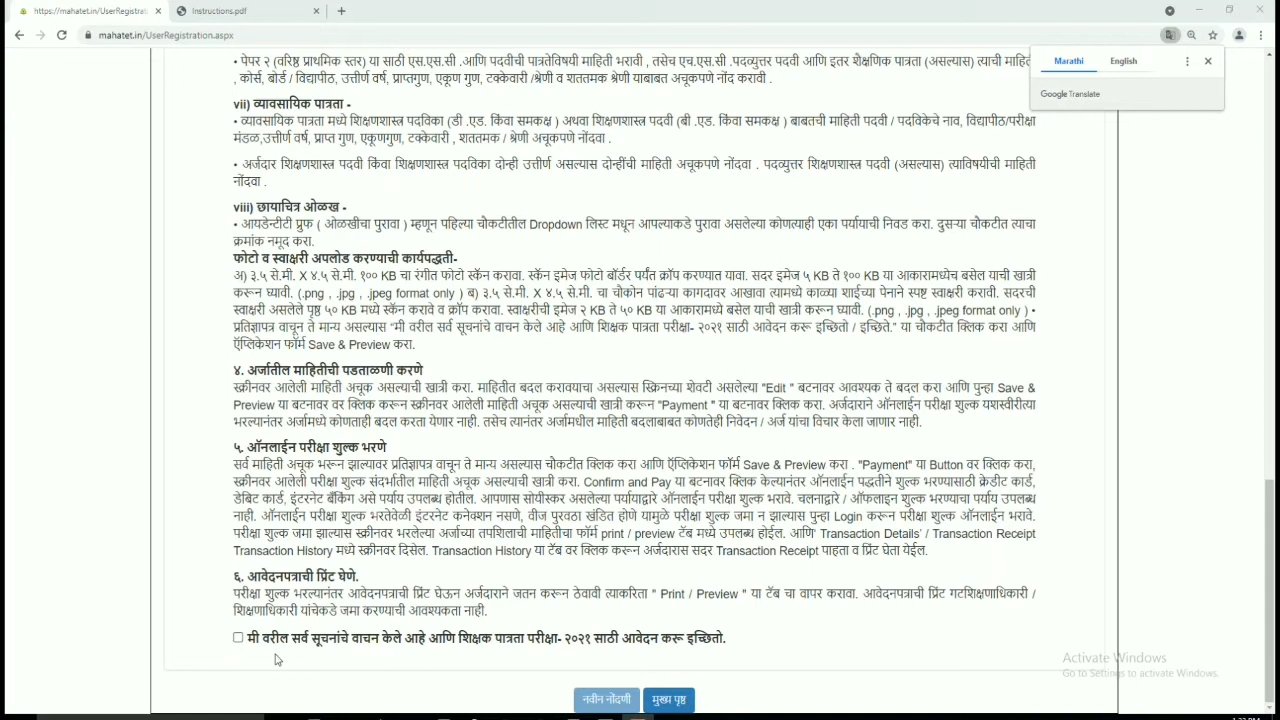 https://mahatet.in/UserRegistrat
Instructions.pdf
mahatet.in/UserRegistration.aspx
Marathi English
Google Translate
• पेपर २ (वरिष्ठ प्राथमिक स्तर) या साठी एस.एस.सी .आणि पदवीची पात्रतेविषयी माहिती भरावी , तसेच एच.एस.सी .पदव्युत्तर पदवी आणि इतर शैक्षणिक पात्रता (असल्यास) त्याची
, कोर्स, बोर्ड / विद्यापीठ, उत्तीर्ण वर्ष, प्राप्तगुण, एकूण गुण, टक्केवारी /श्रेणी व शततमक श्रेणी याबाबत अचूकपणे नोंद करावी .
vii) व्यावसायिक पात्रता -
• व्यावसायिक पात्रता मध्ये शिक्षणशास्त्र पदविका (डी .एड. किंवा समकक्ष ) अथवा शिक्षणशास्त्र पदवी (बी .एड. किंवा समकक्ष ) बाबतची माहिती पदवी / पदविकेचे नाव, विद्यापीठ/परीक्षा
मंडळ,उत्तीर्ण वर्ष, प्राप्त गुण, एकूणगुण, टक्केवारी , शततमक / श्रेणी अचूकपणे नोंदवा .
• अर्जदार शिक्षणशास्त्र पदवी किंवा शिक्षणशास्त्र पदविका दोन्ही उत्तीर्ण असल्यास दोन्हींची माहिती अचूकपणे नोंदवा . पदव्युत्तर शिक्षणशास्त्र पदवी (असल्यास) त्याविषयीची माहिती
नोंदवा .
viii) छायाचित्र ओळख -
• आयडेन्टीटी प्रुफ ( ओळखीचा पुरावा ) म्हणून पहिल्या चौकटीतील Dropdown लिस्ट मधून आपल्याकडे पुरावा असलेल्या कोणत्याही एका पर्यायाची निवड करा. दुसऱ्या चौकटीत त्याचा
क्रमांक नमूद करा.
फोटो व स्वाक्षरी अपलोड करण्याची कार्यपद्धती-
अ) ३.५ से.मी. X ४.५ से.मी. १०० KB चा रंगीत फोटो स्कॅन करावा. स्कॅन इमेज फोटो बॉर्डर पर्यंत क्रॉप करण्यात यावा. सदर इमेज ५ KB ते १०० KB या आकारामध्येच बसेल याची खात्री
करून घ्यावी. (.png , .jpg , .jpeg format only ) ब) ३.५ से.मी. X ४.५ से.मी. चा चौकोन पांढऱ्या कागदावर आखावा त्यामध्ये काळ्या शाईच्या पेनाने स्पष्ट स्वाक्षरी करावी. सदरची
स्वाक्षरी असलेले पृष्ठ ५० KB मध्ये स्कॅन करावे व क्रॉप करावा. स्वाक्षरीची इमेज २ KB ते ५० KB या आकारामध्ये बसेल याची खात्री करून घ्यावी. (.png , .jpg , .jpeg format only ) •
प्रतिज्ञापत्र वाचून ते मान्य असल्यास "मी वरील सर्व सूचनांचे वाचन केले आहे आणि शिक्षक पात्रता परीक्षा- २०२१ साठी आवेदन करू इच्छितो / इच्छिते." या चौकटीत क्लिक करा आणि
ऍप्लिकेशन फॉर्म Save & Preview करा.
४. अर्जातील माहितीची पडताळणी करणे
स्क्रीनवर आलेली माहिती अचूक असल्याची खात्री करा. माहितीत बदल करावयाचा असल्यास स्क्रिनच्या शेवटी असलेल्या "Edit " बटनावर आवश्यक ते बदल करा आणि पुन्हा Save &
Preview या बटनावर वर क्लिक करून स्क्रीनवर आलेली माहिती अचूक असल्याची खात्री करून "Payment " या बटनावर क्लिक करा. अर्जदाराने ऑनलाईन परीक्षा शुल्क यशस्वीरीत्या
भरल्यानंतर अर्जामध्ये कोणताही बदल करता येणार नाही. तसेच त्यानंतर अर्जामधील माहिती बदलाबाबत कोणतेही निवेदन / अर्ज यांचा विचार केला जाणार नाही.
५. ऑनलाईन परीक्षा शुल्क भरणे
सर्व माहिती अचूक भरून झाल्यावर प्रतिज्ञापत्र वाचून ते मान्य असल्यास चौकटीत क्लिक करा आणि ऍप्लिकेशन फॉर्म Save & Preview करा . "Payment" या Button वर क्लिक करा,
स्क्रीनवर आलेली परीक्षा शुल्क संदर्भातील माहिती अचूक असल्याची खात्री करा. Confirm and Pay या बटनावर क्लिक केल्यानंतर ऑनलाईन पद्धतीने शुल्क भरण्यासाठी क्रेडीट कार्ड,
डेबिट कार्ड, इंटरनेट बँकिंग असे पर्याय उपलब्ध होतील. आपणास सोयीस्कर असलेल्या पर्यायाद्वारे ऑनलाईन परीक्षा शुल्क भरावे. चलनाद्वारे / ऑफलाइन शुल्क भरण्याचा पर्याय उपलब्ध
नाही. ऑनलाईन परीक्षा शुल्क भरतेवेळी इंटरनेट कनेक्शन नसणे, वीज पुरवठा खंडित होणे यामुळे परीक्षा शुल्क जमा न झाल्यास पुन्हा Login करून परीक्षा शुल्क ऑनलाईन भरावे.
परीक्षा शुल्क जमा झाल्यास स्क्रीनवर भरलेल्या अर्जाच्या तपशिलाची माहितीचा फॉर्म print / preview टॅब मध्ये उपलब्ध होईल. आणि' Transaction Details' / Transaction Receipt
Transaction History मध्ये स्क्रीनवर दिसेल. Transaction History या टॅब वर क्लिक करून अर्जदारास सदर Transaction Receipt पाहता व प्रिंट घेता येईल.
६. आवेदनपत्राची प्रिंट घेणे.
परीक्षा शुल्क भरल्यानंतर आवेदनपत्राची प्रिंट घेऊन अर्जदाराने जतन करून ठेवावी त्याकरिता " Print / Preview " या टॅब चा वापर करावा. आवेदनपत्राची प्रिंट गटशिक्षणाधिकारी /
शिक्षणाधिकारी यांचेकडे जमा करण्याची आवश्यकता नाही.
मी वरील सर्व सूचनांचे वाचन केले आहे आणि शिक्षक पात्रता परीक्षा- २०२१ साठी आवेदन करू इच्छितो.
Activate Windows
Go to Settings to activate Windows.
नवीन नोंदणी मुख्य पृष्ठ